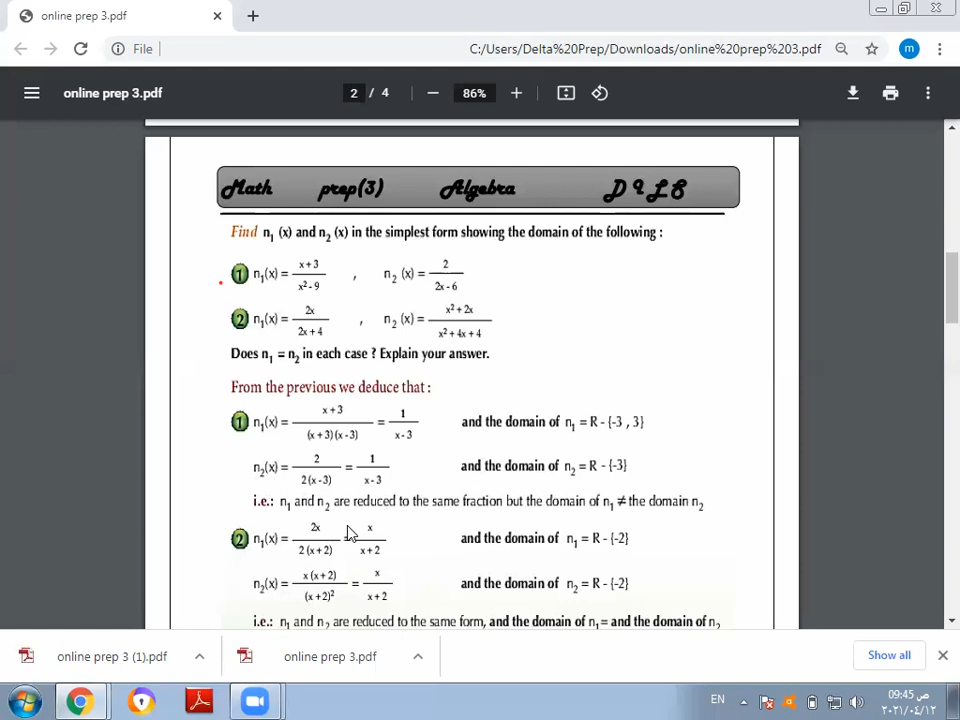 online prep 3.pdf
File | C:/Users/Delta%20Prep/Downloads/online%20prep%203.pdf m
online prep 3.pdf 2 / 4 86%
Math prep(3) Algebra
Find n₁ (x) and n₂ (x) in the simplest form showing the domain of the following :
1 n₁(x) = (x + 3)/(x² - 9) , n₂ (x) = 2/(2x - 6)
2 n₁(x) = 2x/(2x + 4) , n₂ (x) = (x² + 2x)/(x² + 4x + 4)
Does n₁ = n₂ in each case ? Explain your answer.
From the previous we deduce that :
1 n₁(x) = (x + 3)/((x + 3)(x - 3)) = 1/(x - 3) and the domain of n₁ = R - {-3 , 3}
n₂(x) = 2/(2 (x - 3)) = 1/(x - 3) and the domain of n₂ = R - {-3}
i.e.: n₁ and n₂ are reduced to the same fraction but the domain of n₁ ≠ the domain n₂
2 n₁(x) = 2x/(2 (x + 2)) = x/(x + 2) and the domain of n₁ = R - {-2}
n₂(x) = x (x + 2)/(x + 2)² = x/(x + 2) and the domain of n₂ = R - {-2}
i.e.: n₁ and n₂ are reduced to the same form, and the domain of n₁= and the domain of n₂
online prep 3 (1).pdf online prep 3.pdf Show all
EN 09:45 ص
٢٠٢١/٠٤/١٢